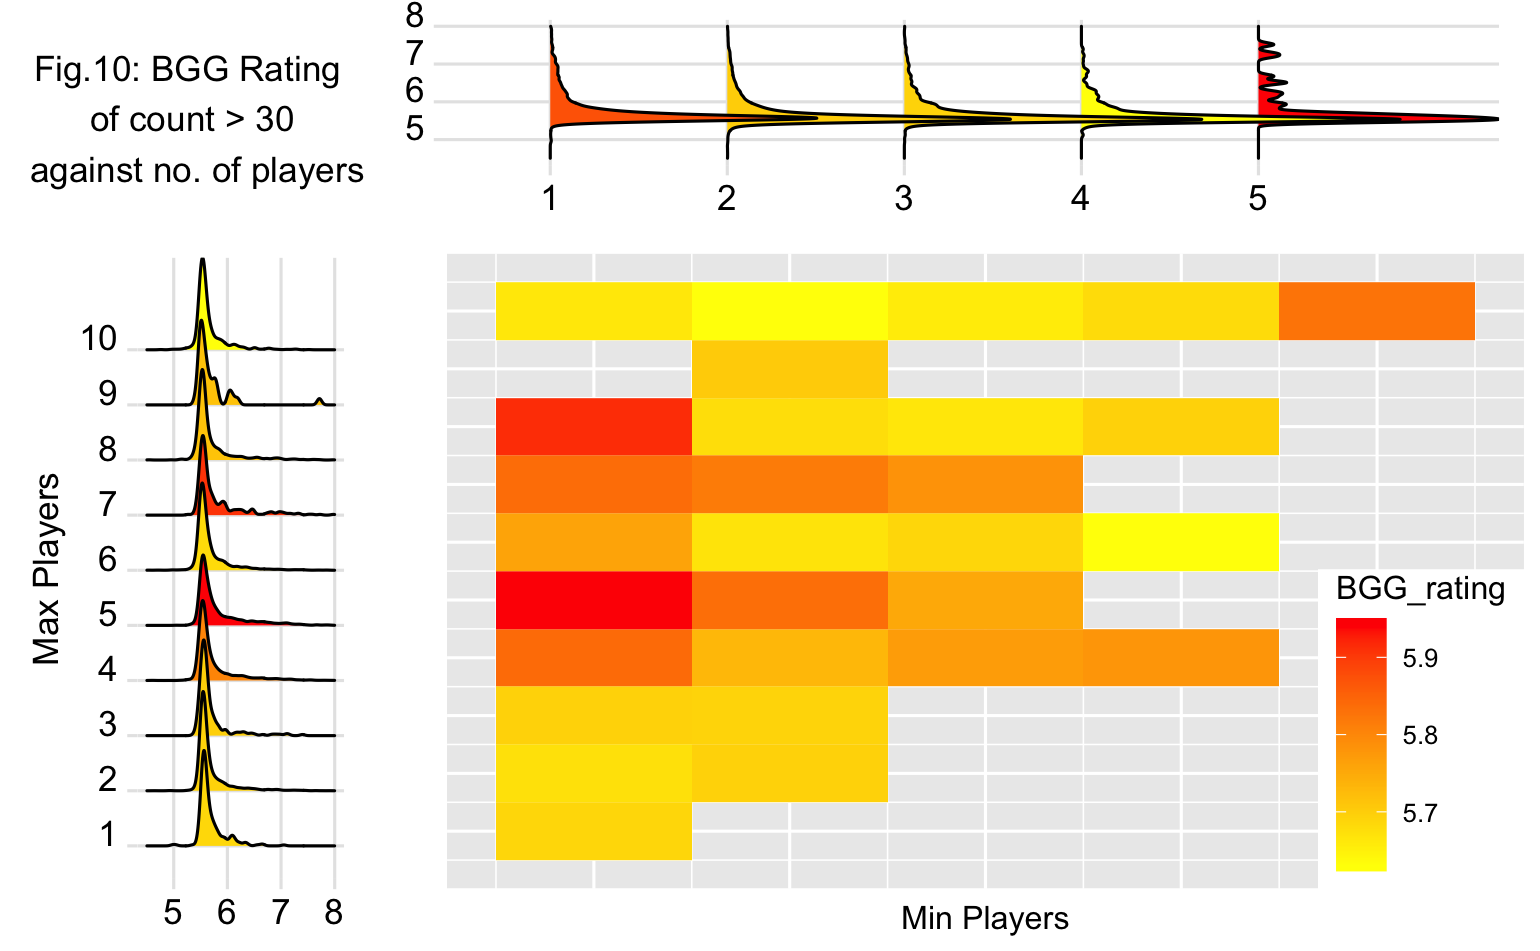 Fig.10: BGG Rating
of count > 30
against no. of players
8
7
6
5
1 2 3 4 5
Max Players
10
9
8
7
6
5
4
3
2
1
5 6 7 8
BGG_rating
5.9
5.8
5.7
Min Players